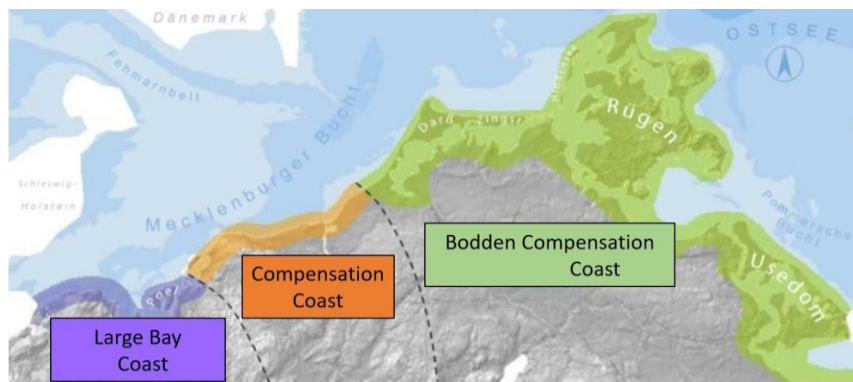 Dänemark
OSTSEE
Fehmarnbelt
Mecklenburger Bucht
Darß Zingst
Hiddensee
Rügen
Schleswig-
Holstein
Pommersche
Bucht
Bodden Compensation
Coast
Compensation
Coast
Poel
Usedom
Large Bay
Coast